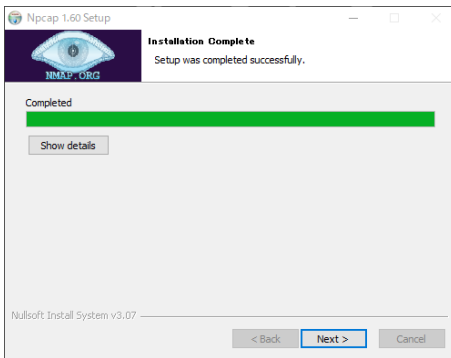 Npcap 1.60 Setup
Installation Complete
Setup was completed successfully.
NMAP.ORG
Completed
Show details
Nullsoft Install System v3.07
< Back
Next >
Cancel